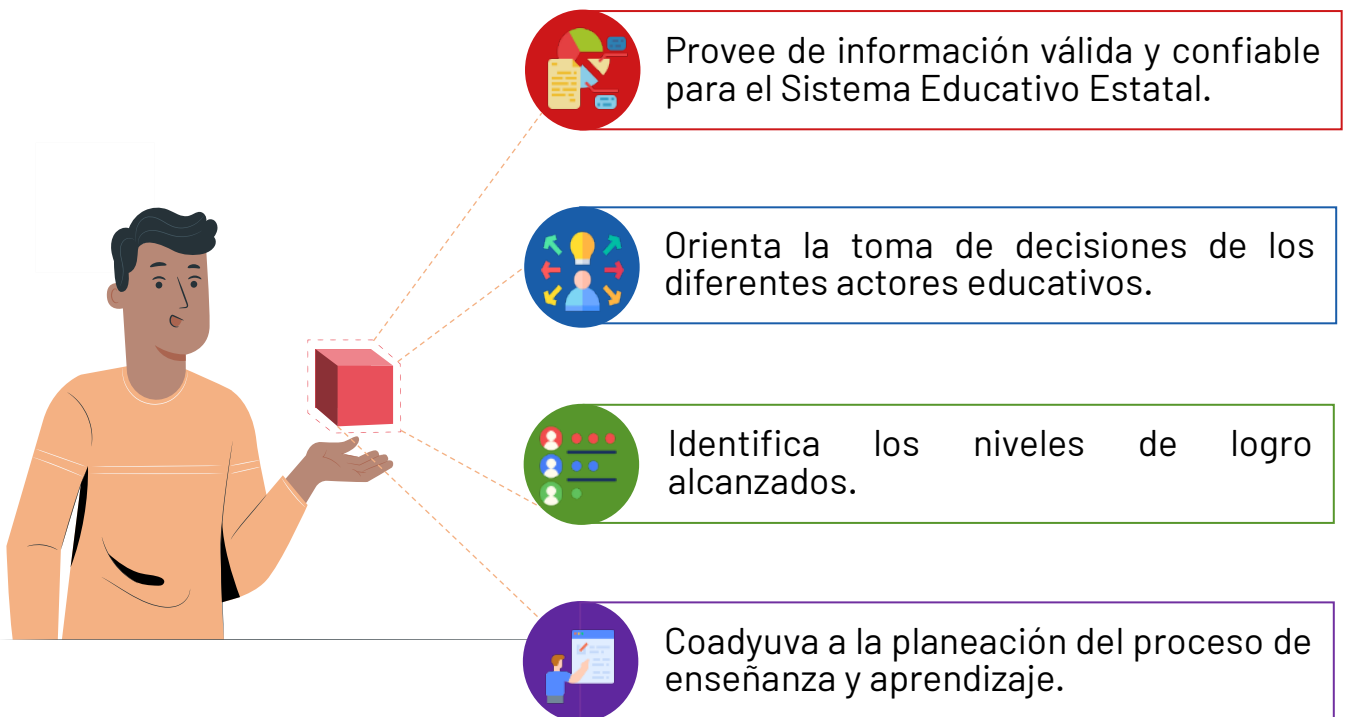 Provee de información válida y confiable
para el Sistema Educativo Estatal.
Orienta la toma de decisiones de los
diferentes actores educativos.
Identifica los niveles de logro
alcanzados.
Coadyuva a la planeación del proceso de
enseñanza y aprendizaje.